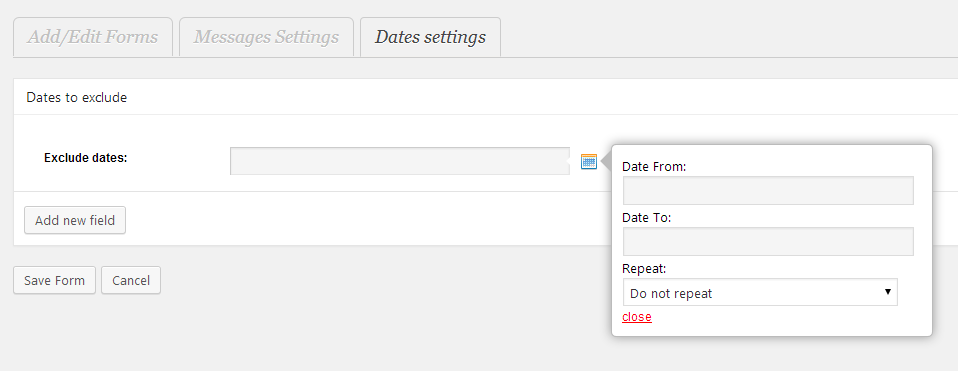 Add/Edit Forms Messages Settings Dates settings
Dates to exclude
Exclude dates:
Date From:
Date To:
Repeat:
Do not repeat
close
Add new field
Save Form Cancel